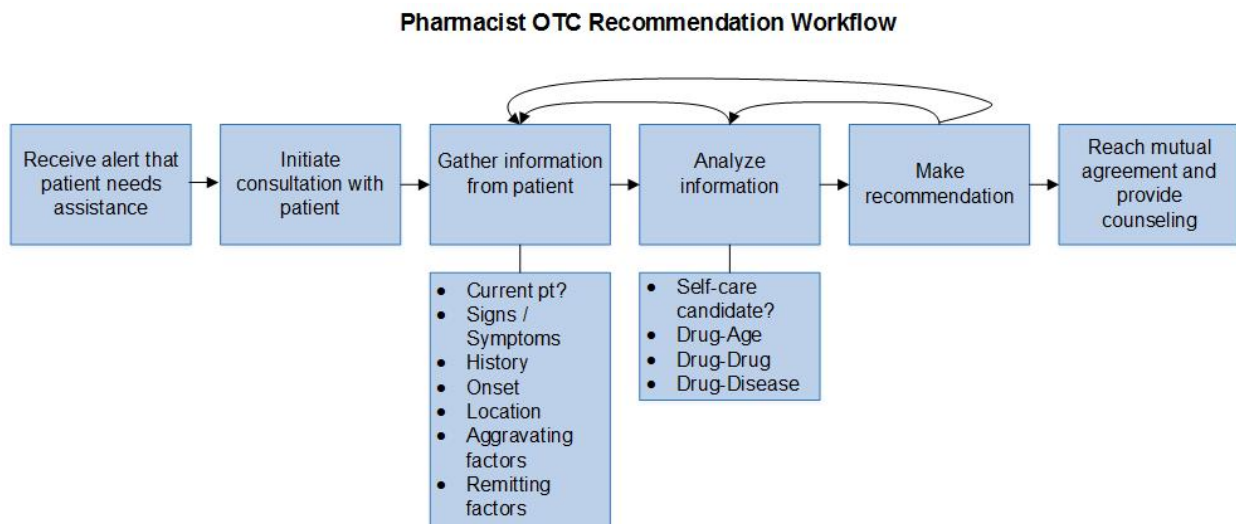 Pharmacist OTC Recommendation Workflow
Receive alert that
patient needs
assistance
Initiate
consultation with
patient
Gather information
from patient
Analyze
information
Make
recommendation
Reach mutual
agreement and
provide
counseling
• Current pt?
• Signs /
Symptoms
• History
• Onset
• Location
• Aggravating
factors
• Remitting
factors
• Self-care
candidate?
• Drug-Age
• Drug-Drug
• Drug-Disease